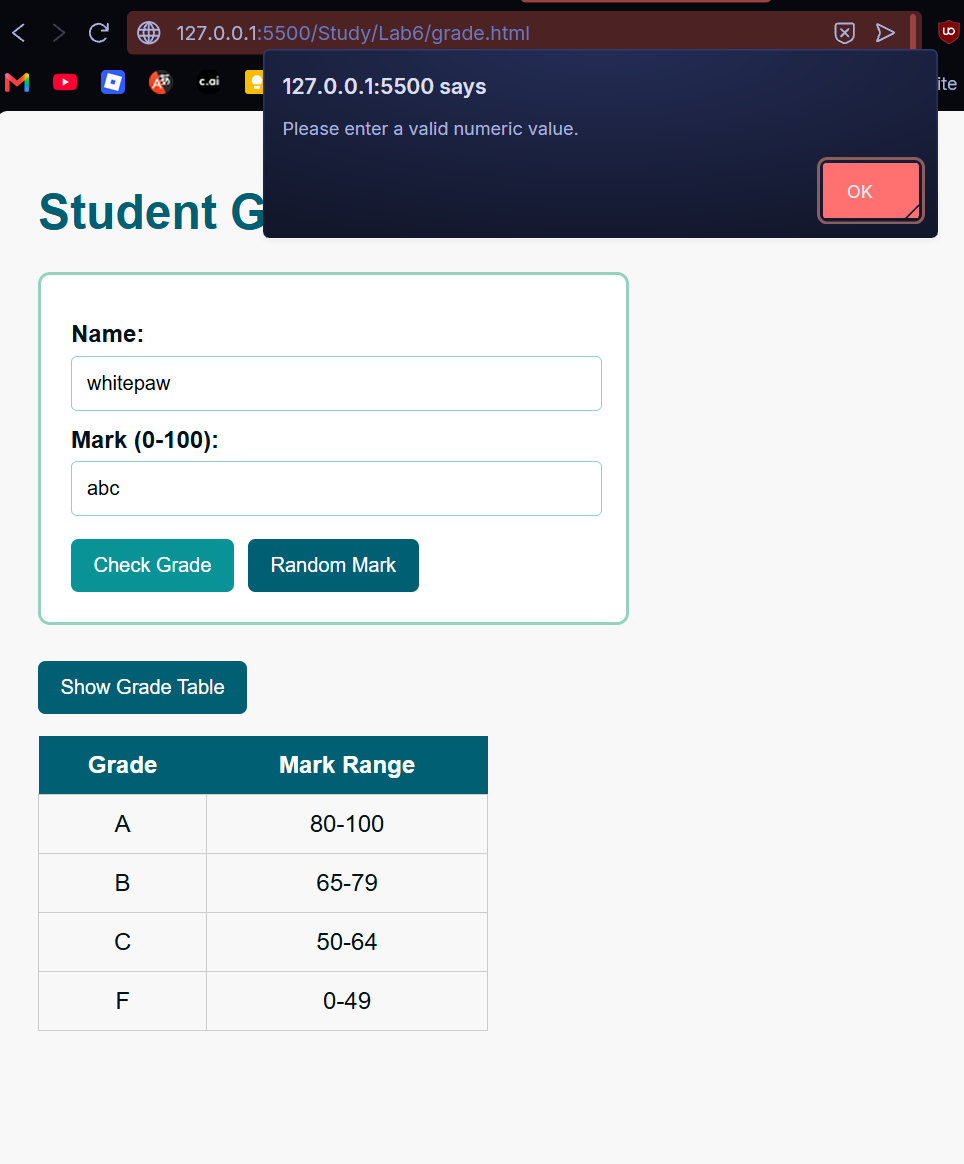 127.0.0.1:5500/Study/Lab6/grade.html
UO
c.ai
ite
127.0.0.1:5500 says
Please enter a valid numeric value.
OK
Student G
Name:
whitepaw
Mark (0-100):
abc
Check Grade Random Mark
Show Grade Table
Grade Mark Range
A 80-100
B 65-79
C 50-64
F 0-49